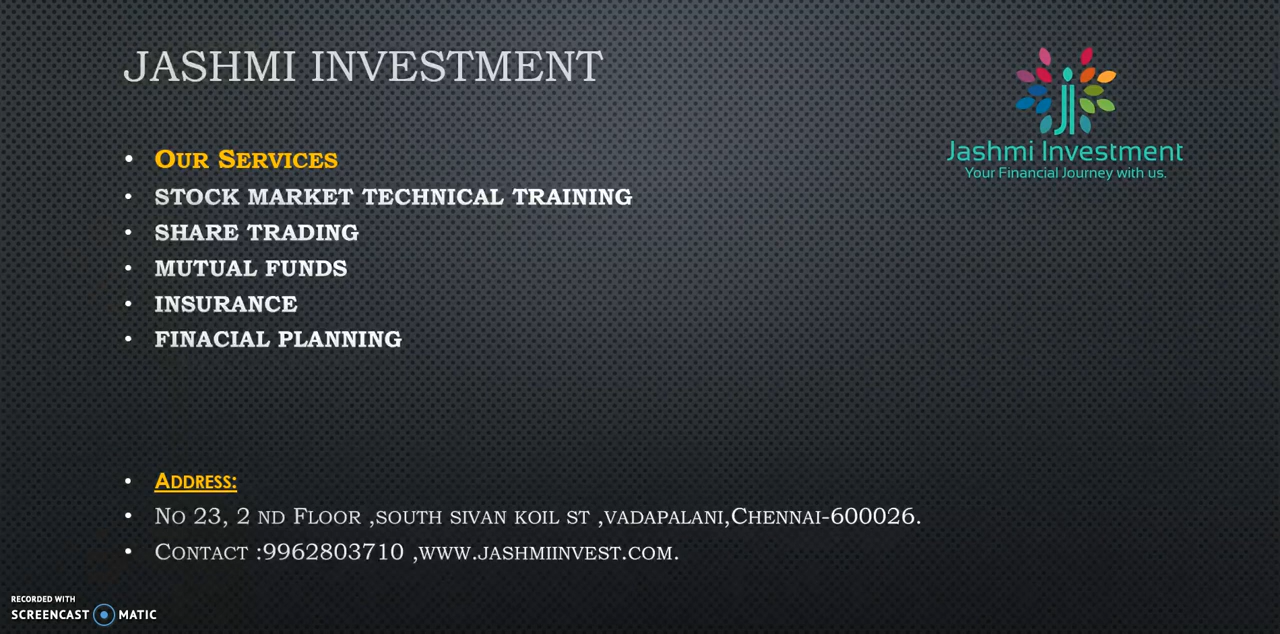 JASHMI INVESTMENT
Jashmi Investment
Your Financial Journey with us.
• OUR SERVICES
• STOCK MARKET TECHNICAL TRAINING
• SHARE TRADING
• MUTUAL FUNDS
• INSURANCE
• FINACIAL PLANNING
• ADDRESS:
• NO 23, 2 ND FLOOR ,SOUTH SIVAN KOIL ST ,VADAPALANI,CHENNAI-600026.
• CONTACT :9962803710 ,WWW.JASHMIINVEST.COM.
RECORDED WITH
SCREENCAST MATIC